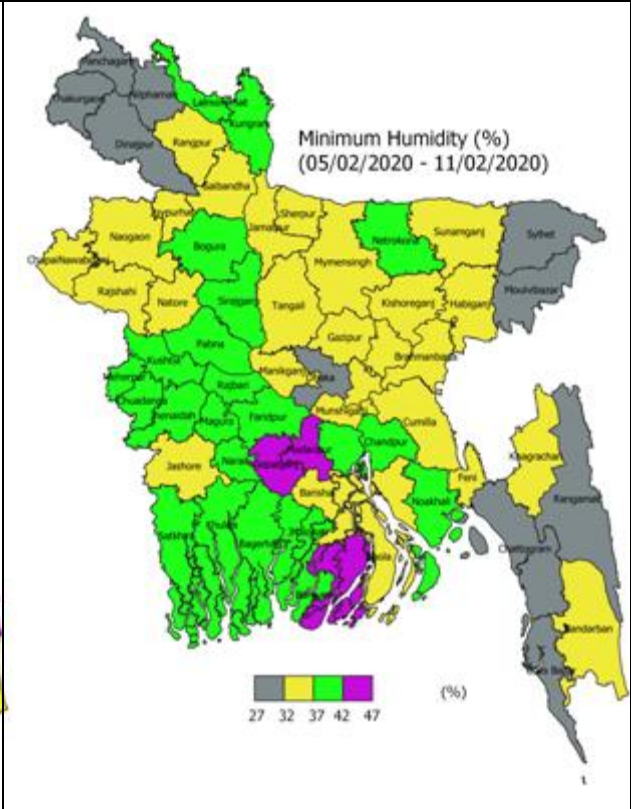 Panchagarh
Thakurgaon
Nilphamari
Lalmonirhat
Kurigram
Dinajpur
Rangpur
Minimum Humidity (%)
(05/02/2020 - 11/02/2020)
Gaibandha
Joypurhat
Sherpur
Jamalpur
Naogaon
Bogura
Netrokona
Sunamganj
Sylhet
Mymensingh
ChapaiNawabganj
Rajshahi
Natore
Sirajganj
Tangail
Kishoreganj
Habiganj
Moulvibazar
Gazipur
Pabna
Kushtia
Brahmanbaria
Manikganj
Dhaka
Rajbari
Chuadanga
Jhenaidah
Magura
Faridpur
Munshiganj
Cumilla
Chandpur
Jashore
Narail
Feni
Khagrachari
Rangamati
Barishal
Noakhali
Satkhira
Khulna
Bagerhat
Bhola
Chattogram
Bandarban
27 32 37 42 47
(%)